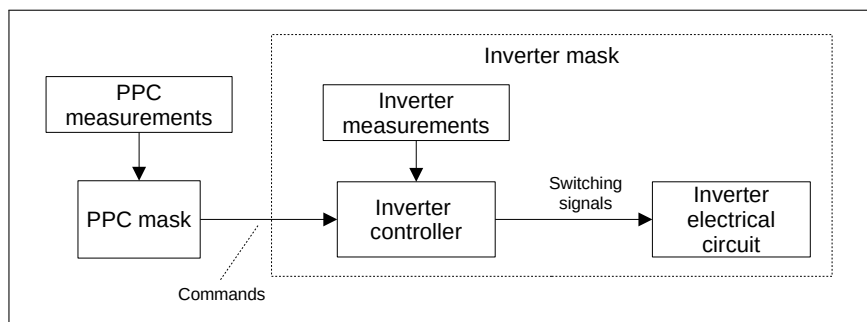 Inverter mask
PPC
measurements
Inverter
measurements
PPC mask
Inverter
controller
Switching
signals
Inverter
electrical
circuit
Commands